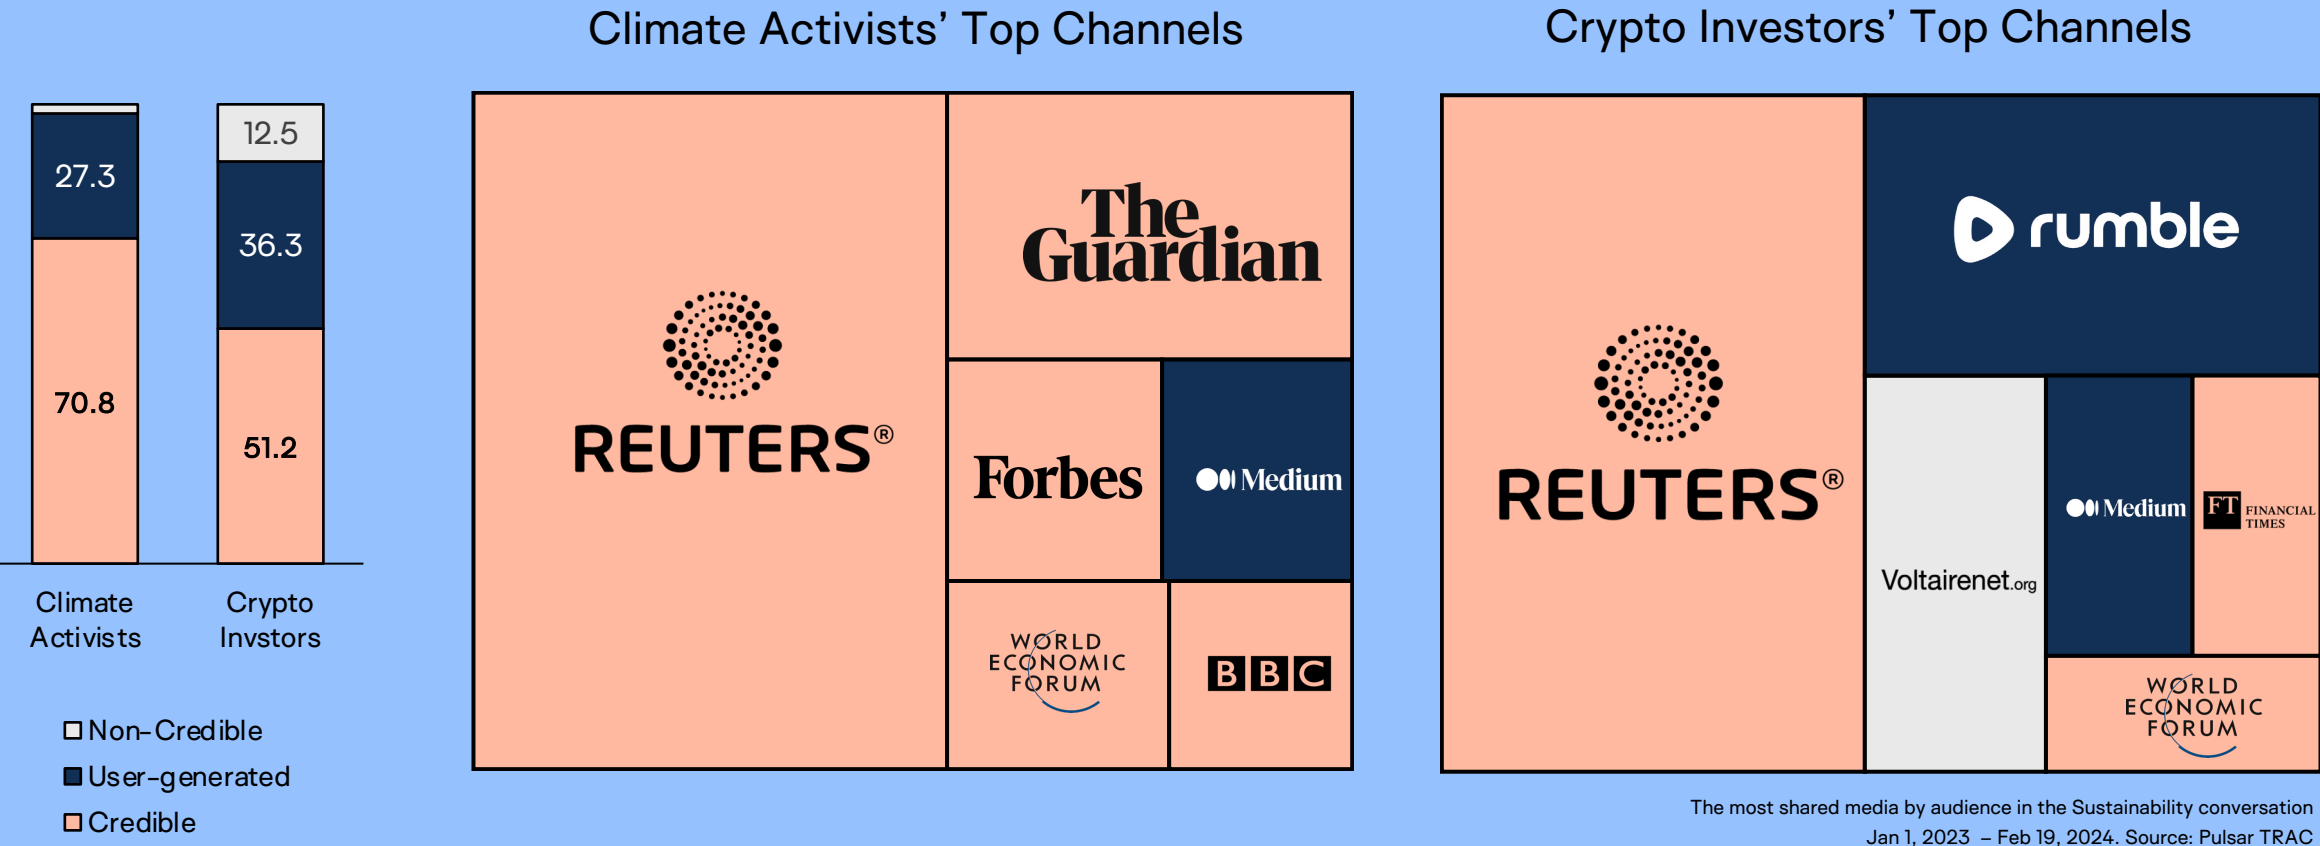 Climate Activists’ Top Channels
Crypto Investors’ Top Channels
12.5
27.3
36.3
70.8
51.2
Climate
Activists
Crypto
Invstors
Non-Credible
User-generated
Credible
REUTERS®
The
Guardian
Forbes
Medium
WORLD
ECONOMIC
FORUM
BBC
REUTERS®
rumble
Voltairenet.org
Medium
FT FINANCIAL
TIMES
WORLD
ECONOMIC
FORUM
The most shared media by audience in the Sustainability conversation
Jan 1, 2023 – Feb 19, 2024. Source: Pulsar TRAC